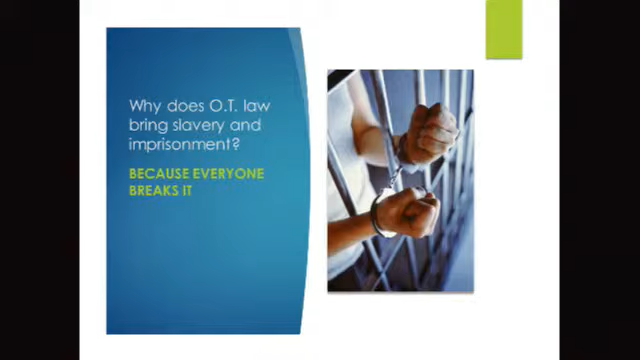 Why does O.T. law
bring slavery and
imprisonment?
BECAUSE EVERYONE
BREAKS IT